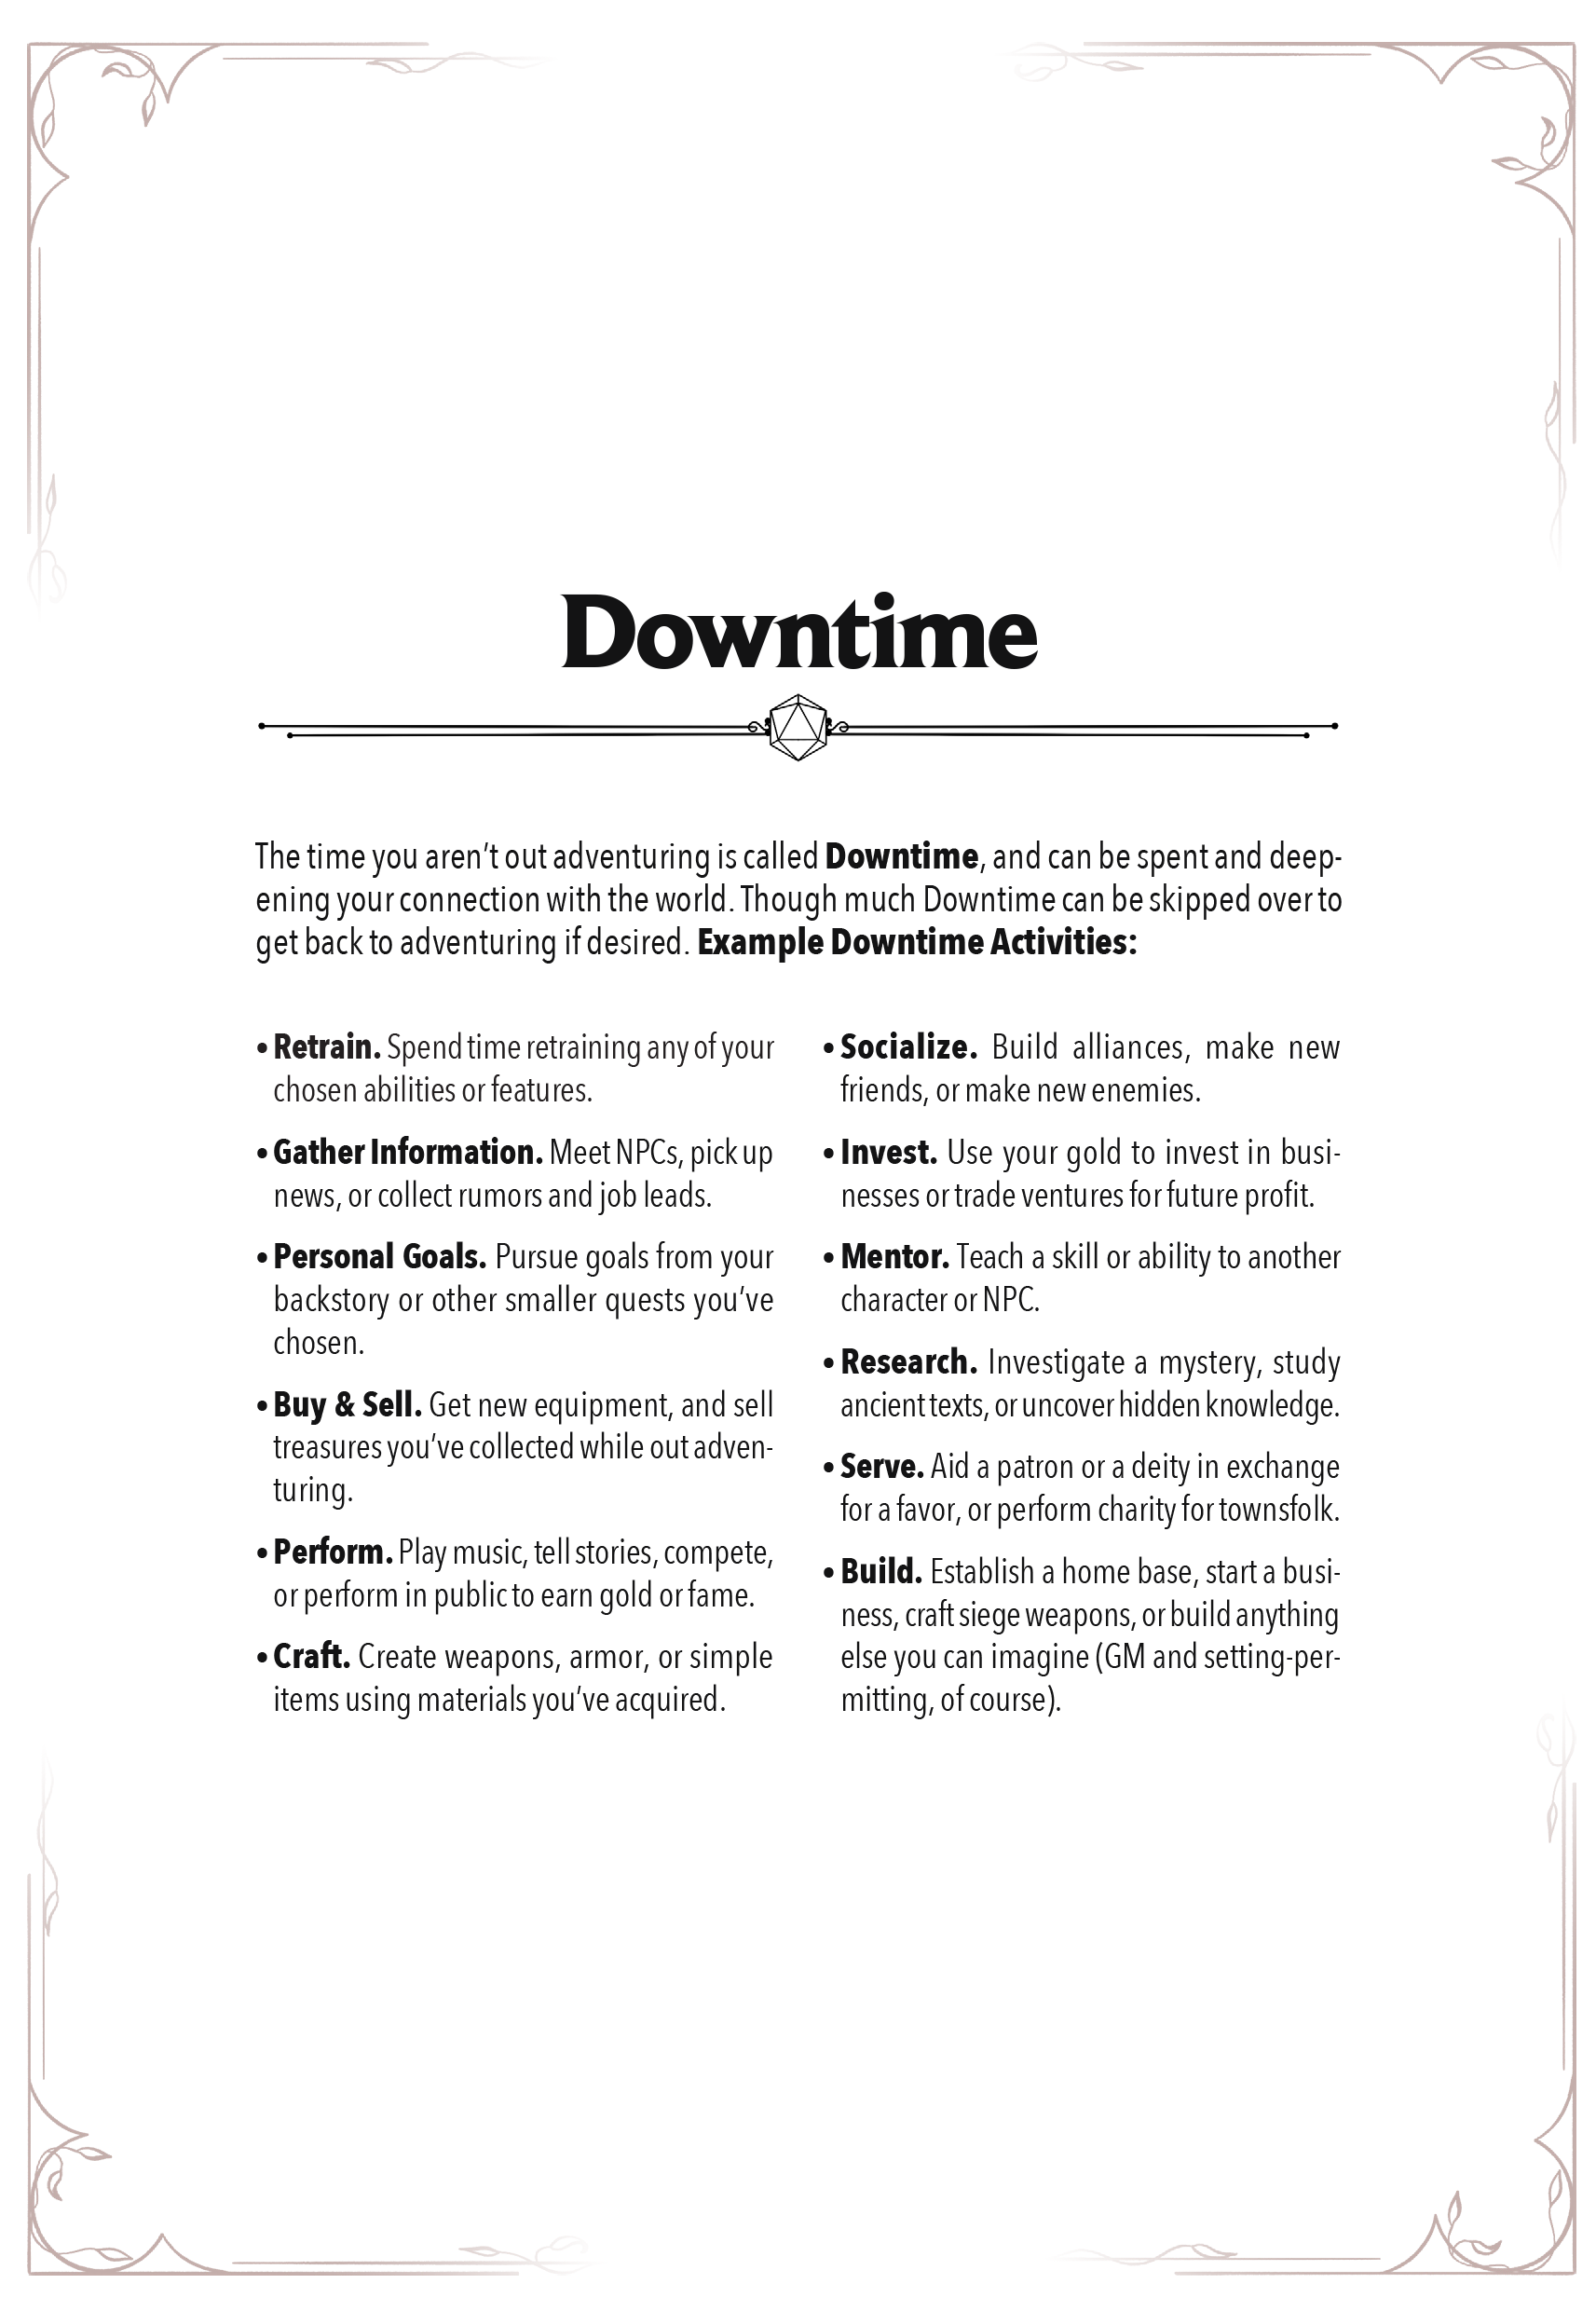 Downtime
The time you aren’t out adventuring is called Downtime, and can be spent and deep-
ening your connection with the world. Though much Downtime can be skipped over to
get back to adventuring if desired. Example Downtime Activities:
• Retrain. Spend time retraining any of your
chosen abilities or features.
• Gather Information. Meet NPCs, pick up
news, or collect rumors and job leads.
• Personal Goals. Pursue goals from your
backstory or other smaller quests you’ve
chosen.
• Buy & Sell. Get new equipment, and sell
treasures you’ve collected while out adven-
turing.
• Perform. Play music, tell stories, compete,
or perform in public to earn gold or fame.
• Craft. Create weapons, armor, or simple
items using materials you’ve acquired.
• Socialize. Build alliances, make new
friends, or make new enemies.
• Invest. Use your gold to invest in busi-
nesses or trade ventures for future profit.
• Mentor. Teach a skill or ability to another
character or NPC.
• Research. Investigate a mystery, study
ancient texts, or uncover hidden knowledge.
• Serve. Aid a patron or a deity in exchange
for a favor, or perform charity for townsfolk.
• Build. Establish a home base, start a busi-
ness, craft siege weapons, or build anything
else you can imagine (GM and setting-per-
mitting, of course).